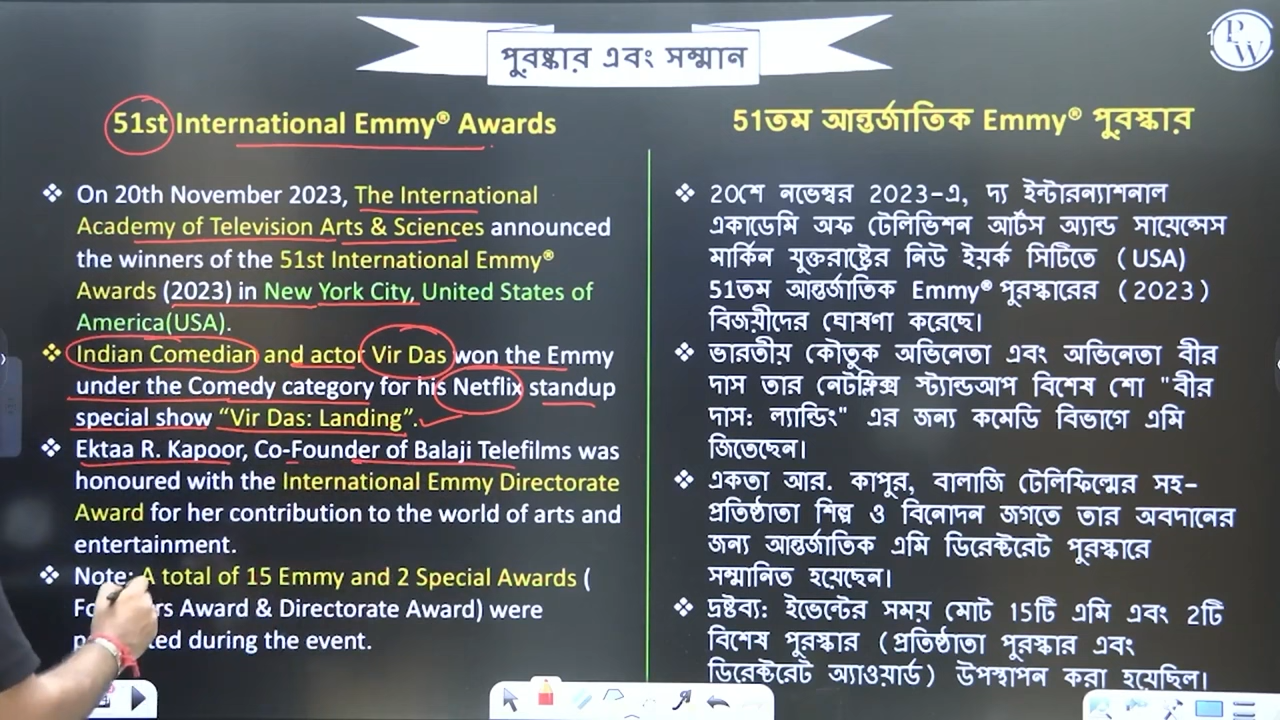 পুরস্কার এবং সম্মান
PW
51st International Emmy® Awards
On 20th November 2023, The International
Academy of Television Arts & Sciences announced
the winners of the 51st International Emmy®
Awards (2023) in New York City, United States of
America(USA).
Indian Comedian and actor Vir Das won the Emmy
under the Comedy category for his Netflix standup
special show “Vir Das: Landing”.
Ektaa R. Kapoor, Co-Founder of Balaji Telefilms was
honoured with the International Emmy Directorate
Award for her contribution to the world of arts and
entertainment.
Note: A total of 15 Emmy and 2 Special Awards (
Award & Directorate Award) were
during the event.
51তম আন্তর্জাতিক Emmy® পুরস্কার
20শে নভেম্বর 2023-এ, দ্য ইন্টারন্যাশনাল
একাডেমি অফ টেলিভিশন আর্টস অ্যান্ড সায়েন্সেস
মার্কিন যুক্তরাষ্ট্রের নিউ ইয়র্ক সিটিতে (USA)
51তম আন্তর্জাতিক Emmy® পুরস্কারের (2023)
বিজয়ীদের ঘোষণা করেছে।
ভারতীয় কৌতুক অভিনেতা এবং অভিনেতা বীর
দাস তার নেটফ্লিক্স স্ট্যান্ডআপ বিশেষ শো "বীর
দাস: ল্যান্ডিং" এর জন্য কমেডি বিভাগে এমি
জিতেছেন।
একতা আর. কাপুর, বালাজি টেলিফিল্মের সহ-
প্রতিষ্ঠাতা শিল্প ও বিনোদন জগতে তার অবদানের
জন্য আন্তর্জাতিক এমি ডিরেক্টরেট পুরস্কারে
সম্মানিত হয়েছেন।
দ্রষ্টব্য: ইভেন্টের সময় মোট 15টি এমি এবং 2টি
বিশেষ পুরস্কার (প্রতিষ্ঠাতা পুরস্কার এবং
ডিরেক্টরেট অ্যাওয়ার্ড) উপস্থাপন করা হয়েছিল।